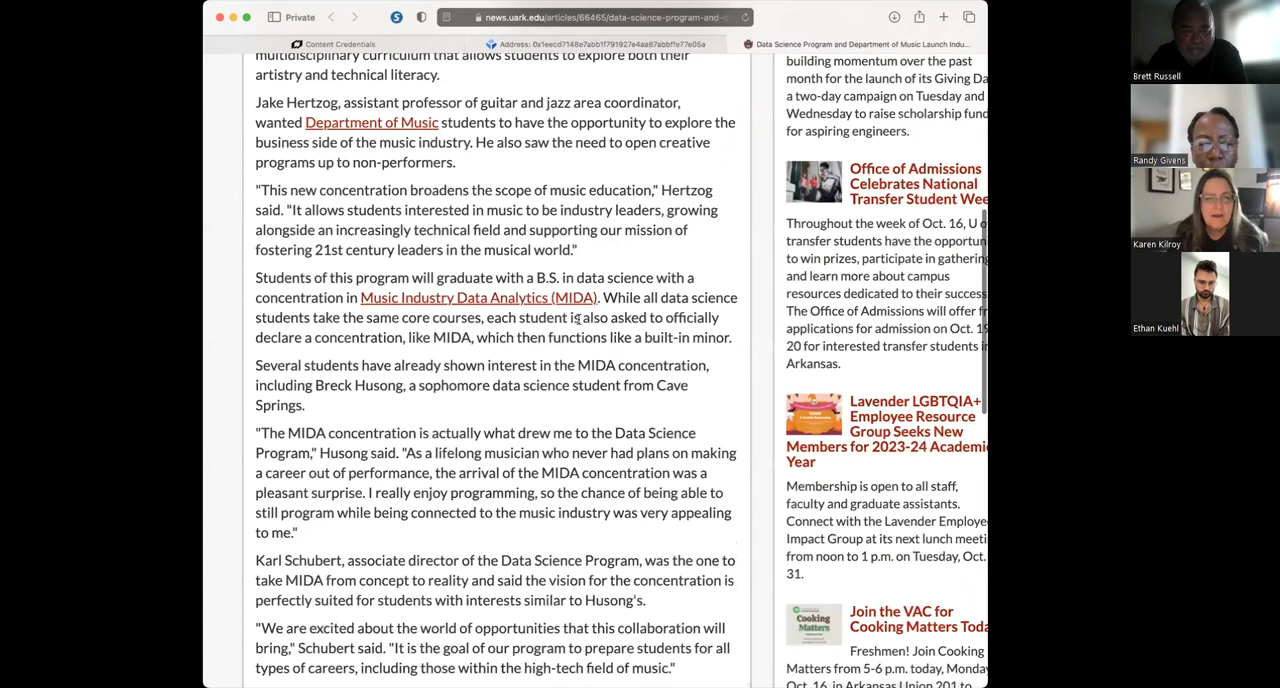 Private
news.uark.edu/articles/66465/data-science-program-and-
Content Credentials
Address: 0x1eecd7148e7abb1f791927e4aa87abbffe77e05a
Data Science Program and Department of Music Launch Indu...
multidisciplinary curriculum that allows students to explore both their
artistry and technical literacy.
Jake Hertzog, assistant professor of guitar and jazz area coordinator,
wanted Department of Music students to have the opportunity to explore the
business side of the music industry. He also saw the need to open creative
programs up to non-performers.
"This new concentration broadens the scope of music education," Hertzog
said. "It allows students interested in music to be industry leaders, growing
alongside an increasingly technical field and supporting our mission of
fostering 21st century leaders in the musical world."
Students of this program will graduate with a B.S. in data science with a
concentration in Music Industry Data Analytics (MIDA). While all data science
students take the same core courses, each student is also asked to officially
declare a concentration, like MIDA, which then functions like a built-in minor.
Several students have already shown interest in the MIDA concentration,
including Breck Husong, a sophomore data science student from Cave
Springs.
"The MIDA concentration is actually what drew me to the Data Science
Program," Husong said. "As a lifelong musician who never had plans on making
a career out of performance, the arrival of the MIDA concentration was a
pleasant surprise. I really enjoy programming, so the chance of being able to
still program while being connected to the music industry was very appealing
to me."
Karl Schubert, associate director of the Data Science Program, was the one to
take MIDA from concept to reality and said the vision for the concentration is
perfectly suited for students with interests similar to Husong's.
"We are excited about the world of opportunities that this collaboration will
bring," Schubert said. "It is the goal of our program to prepare students for all
types of careers, including those within the high-tech field of music."
building momentum over the past
month for the launch of its Giving Da
a two-day campaign on Tuesday and
Wednesday to raise scholarship fund
for aspiring engineers.
Office of Admissions
Celebrates National
Transfer Student Wee
Throughout the week of Oct. 16, U o
transfer students have the opportun
to win prizes, participate in gathering
and learn more about campus
resources dedicated to their success
The Office of Admissions will offer fr
applications for admission on Oct. 19
20 for interested transfer students i
Arkansas.
Lavender LGBTQIA+
Employee Resource
Group Seeks New
Members for 2023-24 Academi
Year
Membership is open to all staff,
faculty and graduate assistants.
Connect with the Lavender Employe
Impact Group at its next lunch meeti
from noon to 1 p.m. on Tuesday, Oct.
31.
Cooking
Matters
Join the VAC for
Cooking Matters Toda
Freshmen! Join Cooking
Matters from 5-6 p.m. today, Monda
Oct. 16, in Arkansas Union 201 to
Brett Russell
Randy Givens
Karen Kilroy
Ethan Kuehl